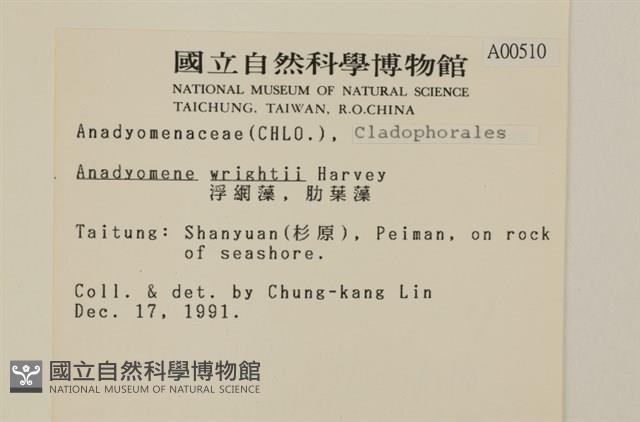 國立自然科學博物館 A00510
NATIONAL MUSEUM OF NATURAL SCIENCE
TAICHUNG, TAIWAN, R.O.CHINA
Anadyomenaceae(CHLO.), Cladophorales
Anadyomene wrightii Harvey
浮網藻, 肋葉藻
Taitung: Shanyuan(杉原), Peiman, on rock
of seashore.
Coll. & det. by Chung-kang Lin
Dec. 17, 1991.
國立自然科學博物館
NATIONAL MUSEUM OF NATURAL SCIENCE